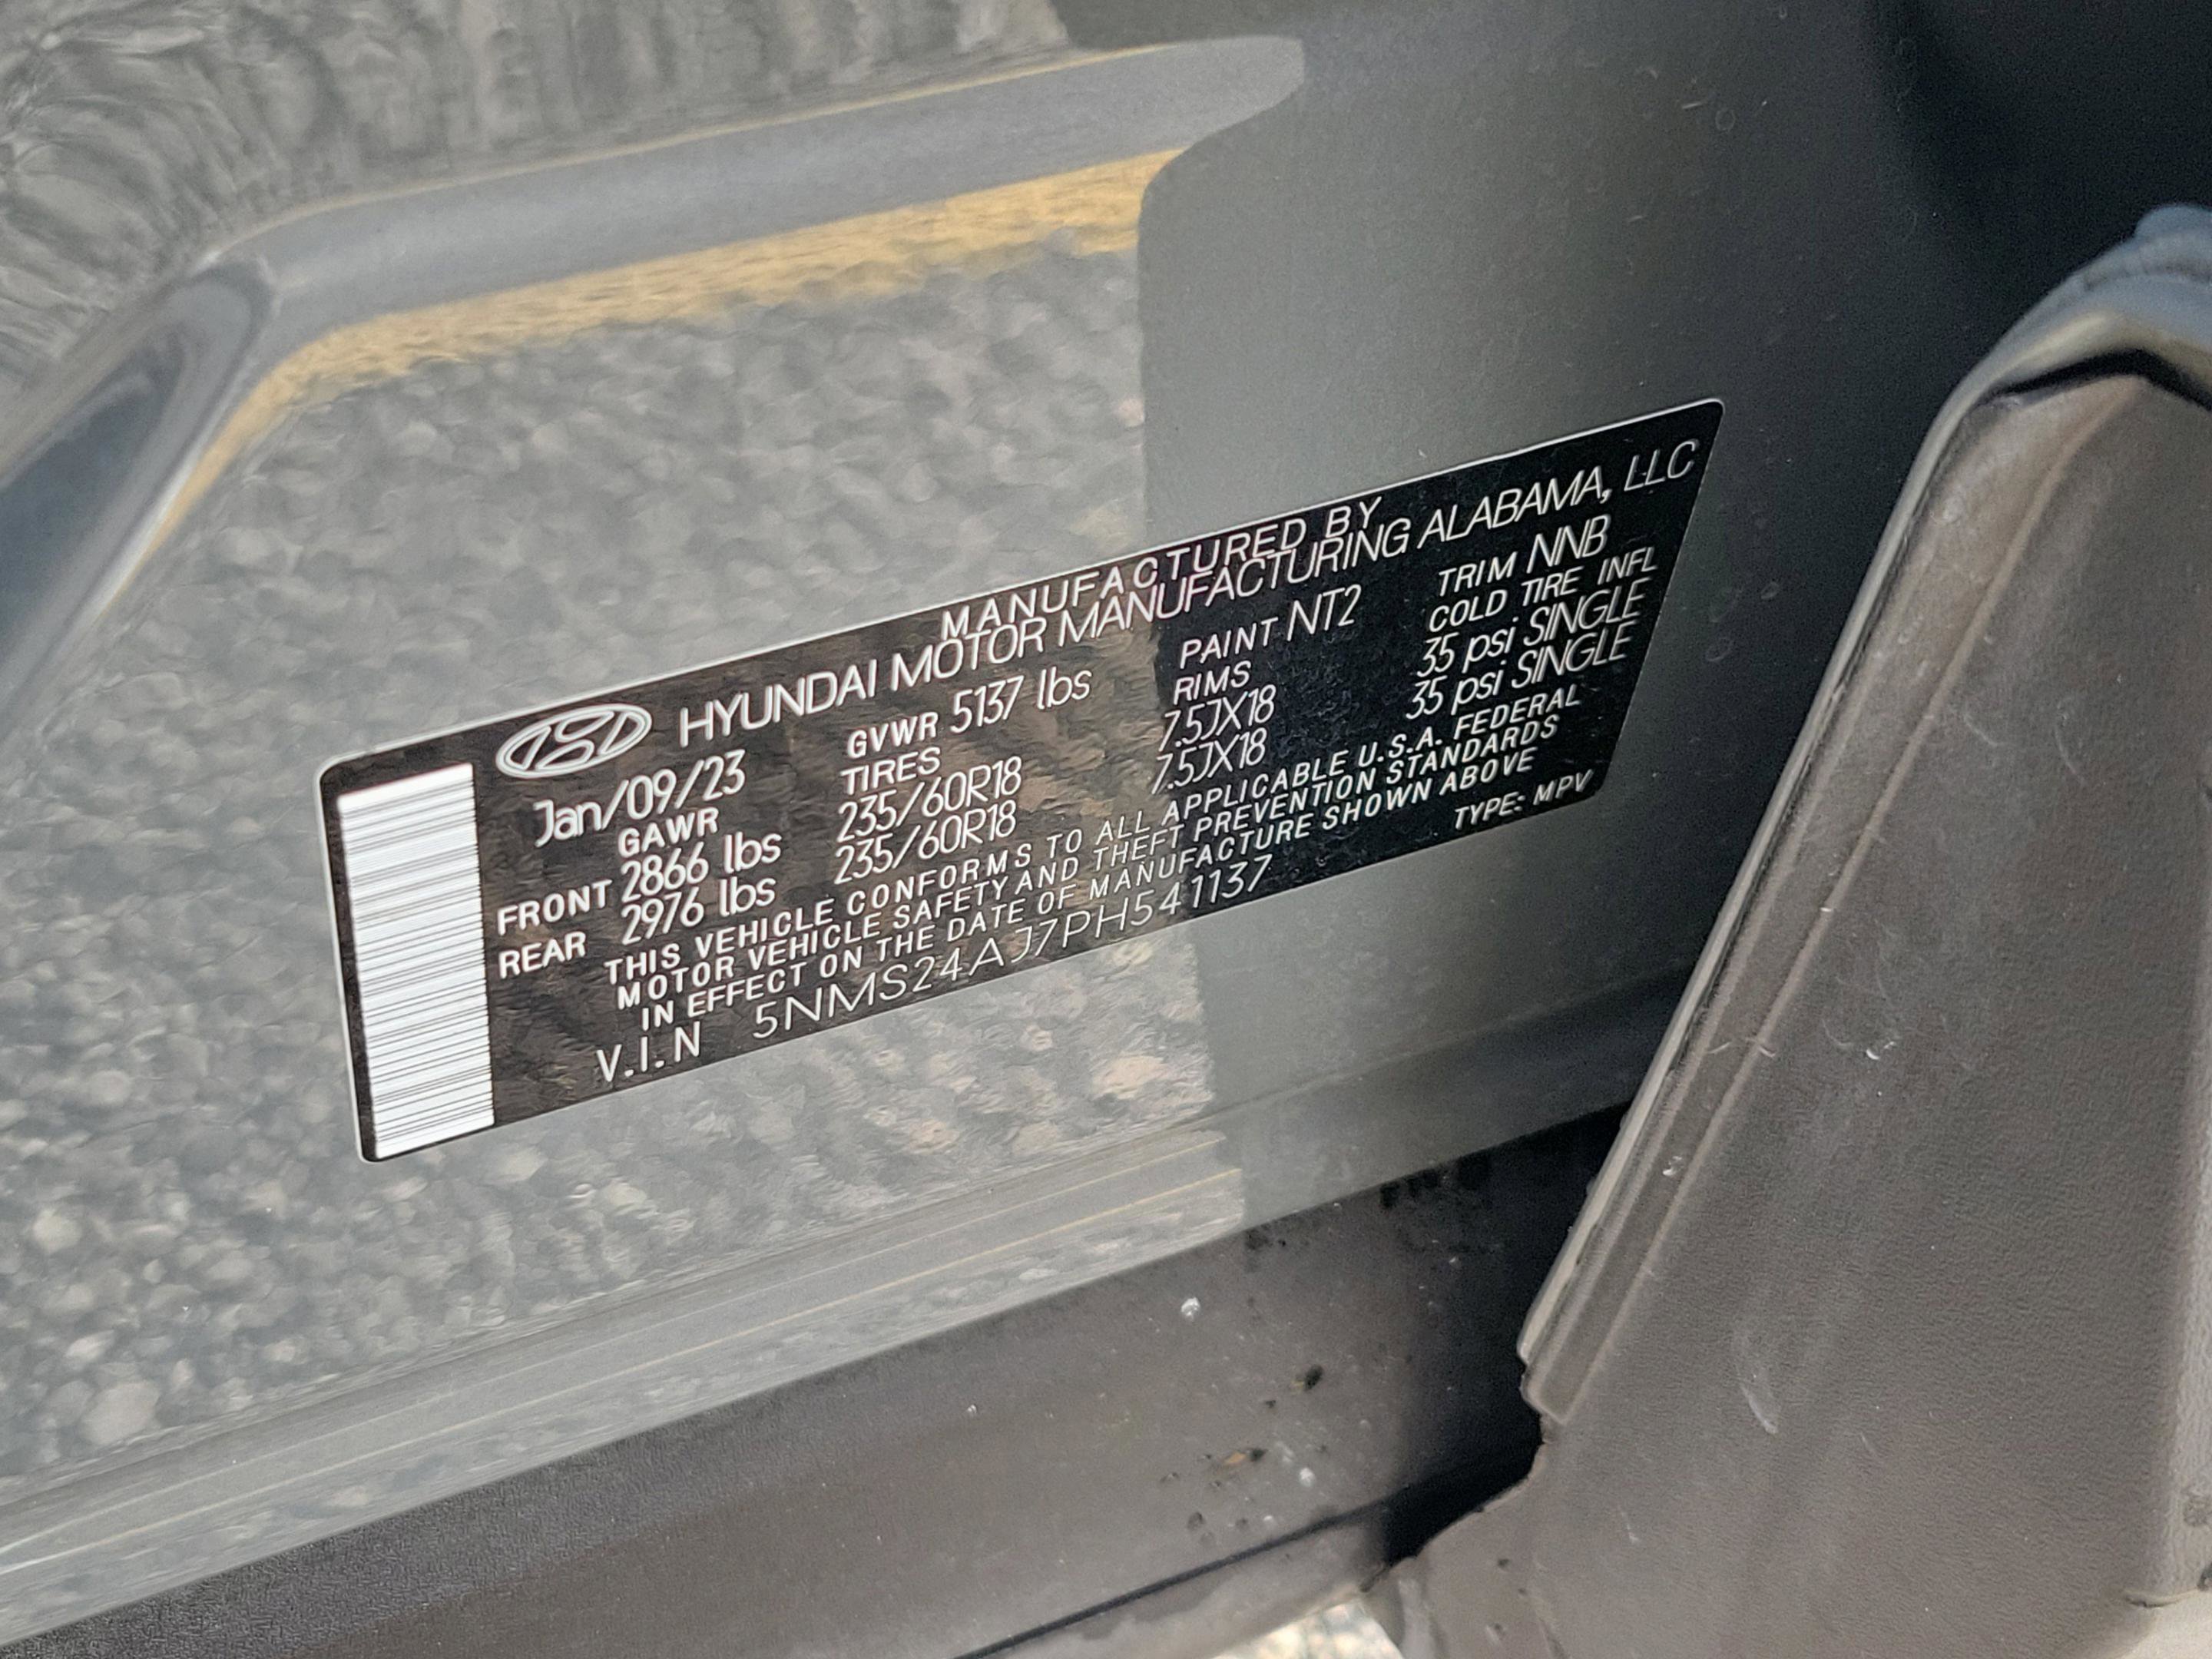 MANUFACTURED BY
HYUNDAI MOTOR MANUFACTURING ALABAMA, LLC
Jan/09/23 GVWR 5137 lbs PAINT NT2 TRIM NNB
GAWR TIRES RIMS COLD TIRE INFL
FRONT 2866 lbs 235/60R18 7.5JX18 35 psi SINGLE
REAR 2976 lbs 235/60R18 7.5JX18 35 psi SINGLE
THIS VEHICLE CONFORMS TO ALL APPLICABLE U.S.A. FEDERAL
MOTOR VEHICLE SAFETY AND THEFT PREVENTION STANDARDS
IN EFFECT ON THE DATE OF MANUFACTURE SHOWN ABOVE
V.I.N 5NMS24AJ7PH541137 TYPE: MPV